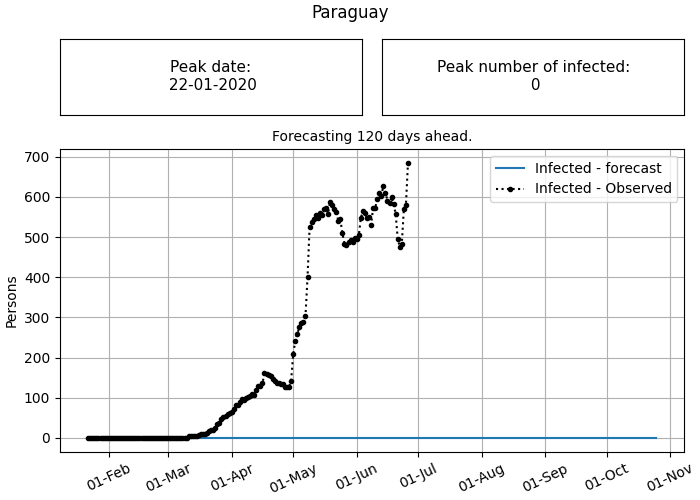 Paraguay
Peak date:
22-01-2020
Peak number of infected:
0
Forecasting 120 days ahead.
Infected - forecast
Infected - Observed
Persons
700
600
500
400
300
200
100
0
01-Feb
01-Mar
01-Apr
01-May
01-Jun
01-Jul
01-Aug
01-Sep
01-Oct
01-Nov